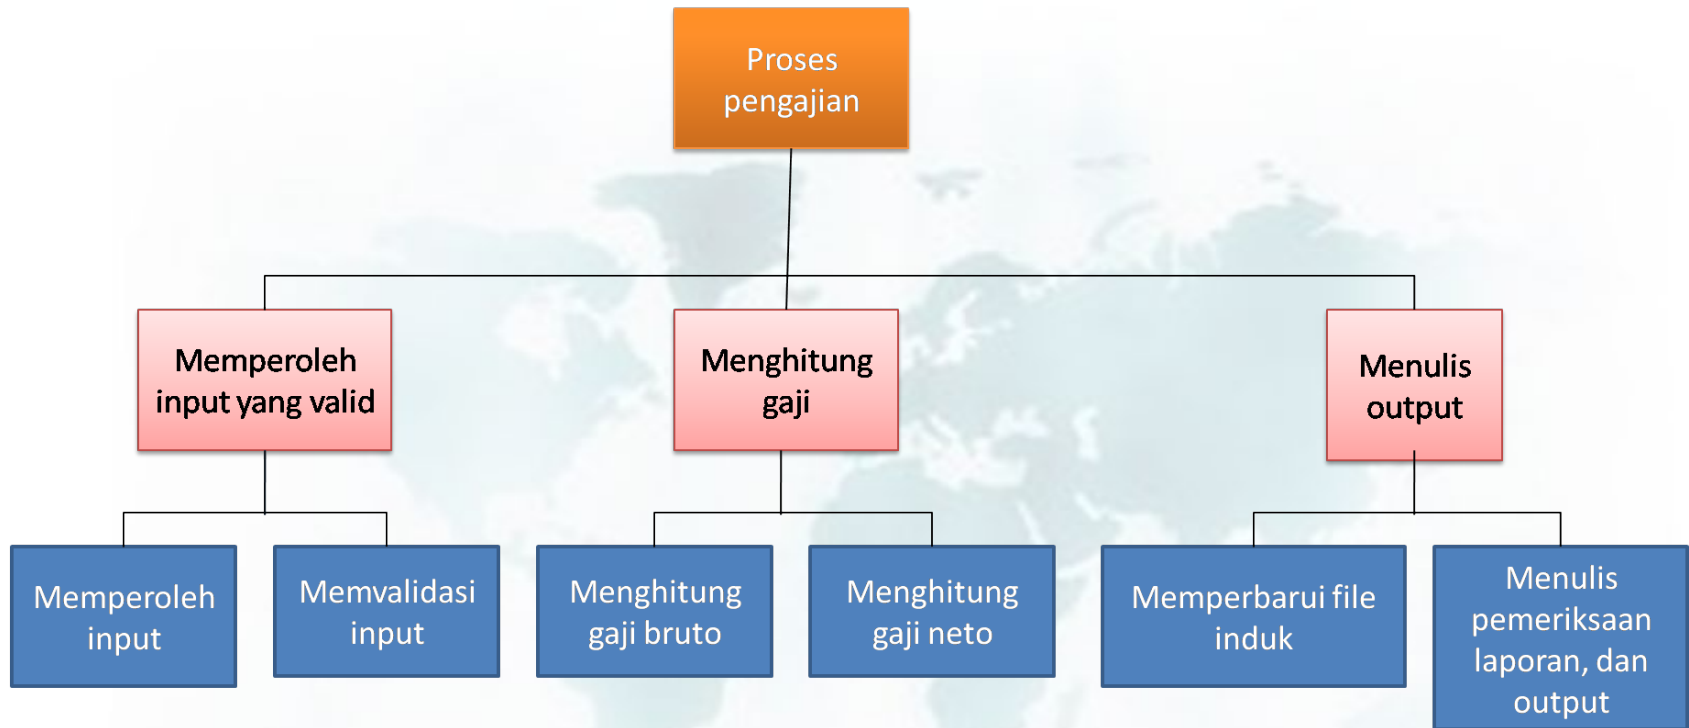 Proses
pengajian
Memperoleh
input yang valid
Menghitung
gaji
Menulis
output
Memperoleh
input
Memvalidasi
input
Menghitung
gaji bruto
Menghitung
gaji neto
Memperbarui file
induk
Menulis
pemeriksaan
laporan, dan
output